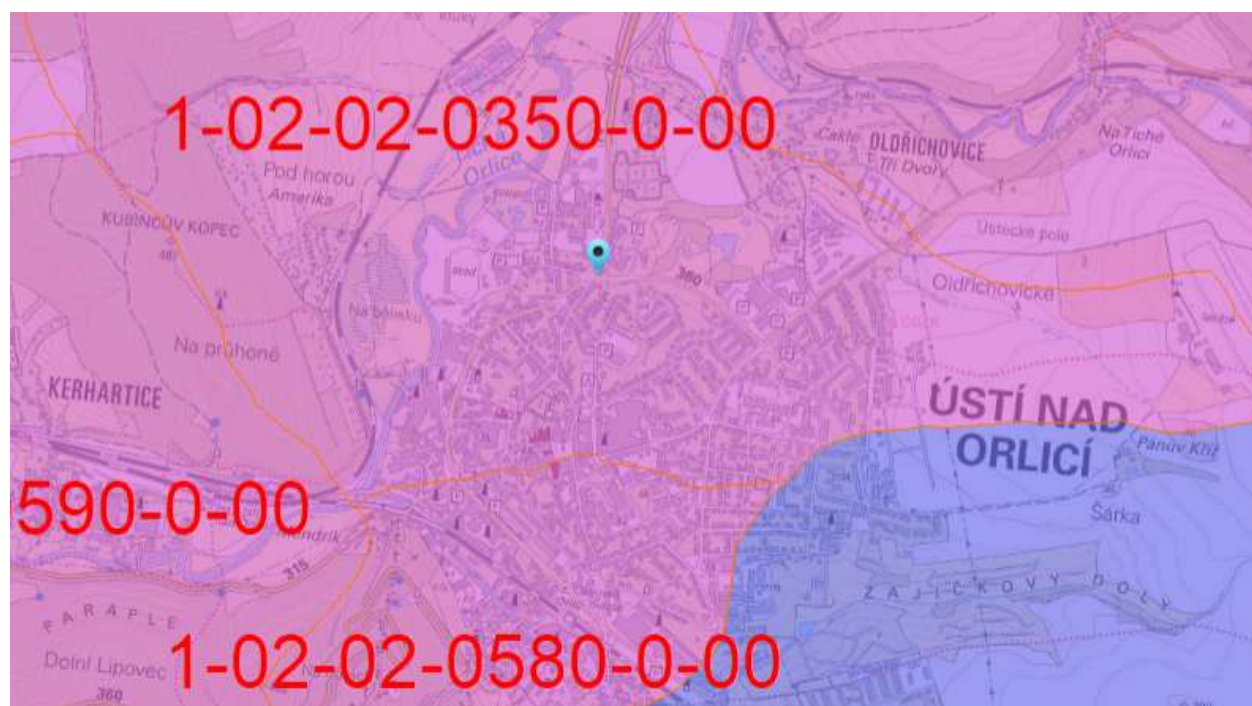 1-02-02-0350-0-00
Cakle
OLDŘICHOVICE
Tři Dvory
Na Tiché
Orlici
Orlice
Pod horou
Amerika
KUBINCŮV KOPEC
Ústecké pole
360
Na bělisku
Oldřichovické
Na průhoně
KERHARTICE
ÚSTÍ NAD
ORLICÍ
Pánův Kříž
590-0-00
Šárka
315
ZAJÍČKOVY DOLY
PARAPLE
1-02-02-0580-0-00
Dolní Lipovec
360